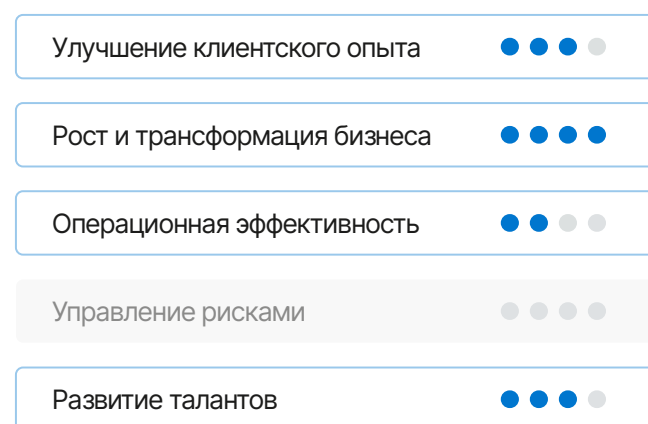 Улучшение клиентского опыта
Рост и трансформация бизнеса
Операционная эффективность
Управление рисками
Развитие талантов